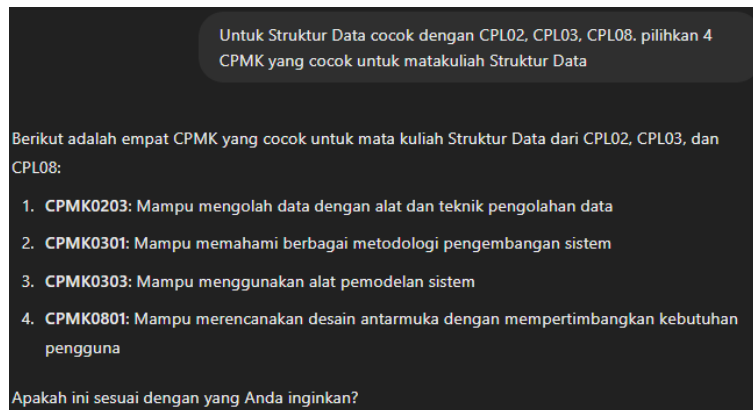 Untuk Struktur Data cocok dengan CPL02, CPL03, CPL08. pilihkan 4
CPMK yang cocok untuk matakuliah Struktur Data
Berikut adalah empat CPMK yang cocok untuk mata kuliah Struktur Data dari CPL02, CPL03, dan
CPL08:
1. CPMK0203: Mampu mengolah data dengan alat dan teknik pengolahan data
2. CPMK0301: Mampu memahami berbagai metodologi pengembangan sistem
3. CPMK0303: Mampu menggunakan alat pemodelan sistem
4. CPMK0801: Mampu merencanakan desain antarmuka dengan mempertimbangkan kebutuhan
pengguna
Apakah ini sesuai dengan yang Anda inginkan?